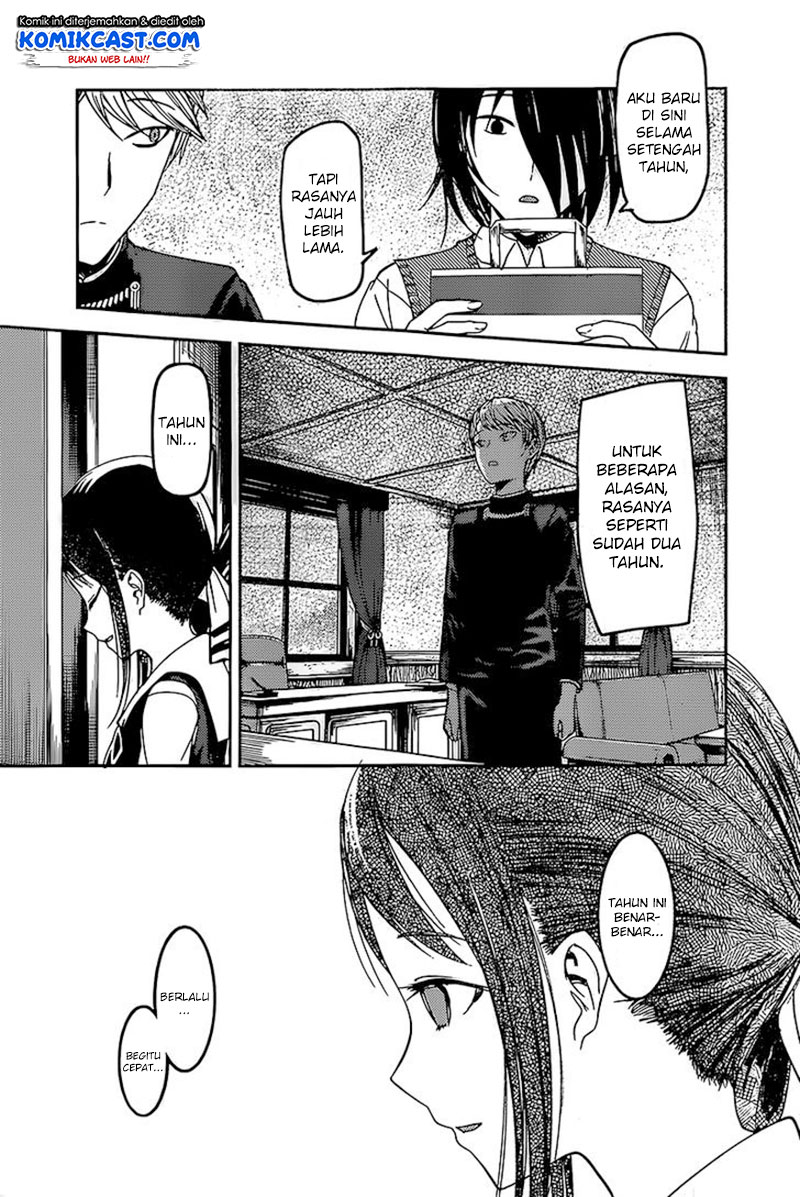 Komik ini diterjemahkan & diedit oleh
KOMIKCAST.COM
BUKAN WEB LAIN!!
AKU BARU
DI SINI
SELAMA
SETENGAH
TAHUN,
TAPI
RASANYA
JAUH
LEBIH
LAMA.
UNTUK
BEBERAPA
ALASAN,
RASANYA
SEPERTI
SUDAH DUA
TAHUN.
TAHUN
INI...
TAHUN INI
BENAR-
BENAR...
BERLALU
...
BEGITU
CEPAT...